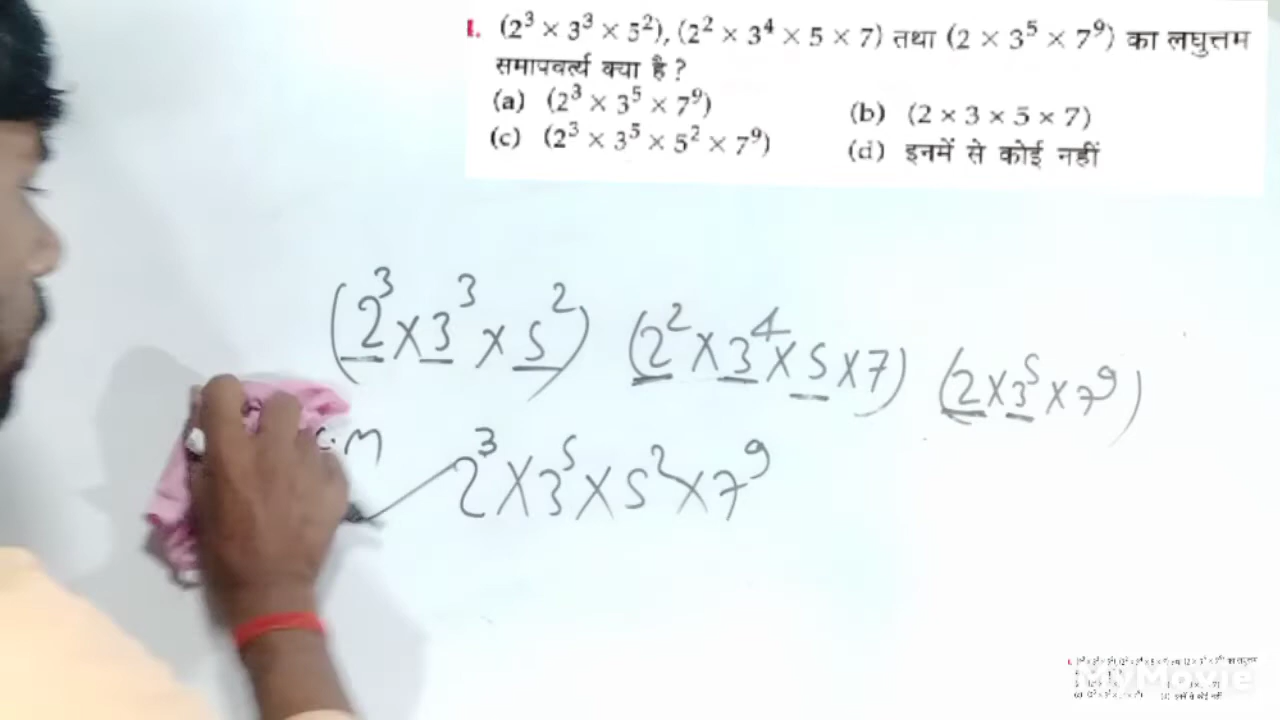 1. (2³ × 3³ × 5²), (2² × 3⁴ × 5 × 7) तथा (2 × 3⁵ × 7⁹) का लघुत्तम
समापवर्त्य क्या है ?
(a) (2³ × 3⁵ × 7⁹) (b) (2 × 3 × 5 × 7)
(c) (2³ × 3⁵ × 5² × 7⁹) (d) इनमें से कोई नहीं
(2³ × 3³ × 5²) (2² × 3⁴ × 5 × 7) (2 × 3⁵ × 7⁹)
C.M 2³ × 3⁵ × 5² × 7⁹
MyMovie